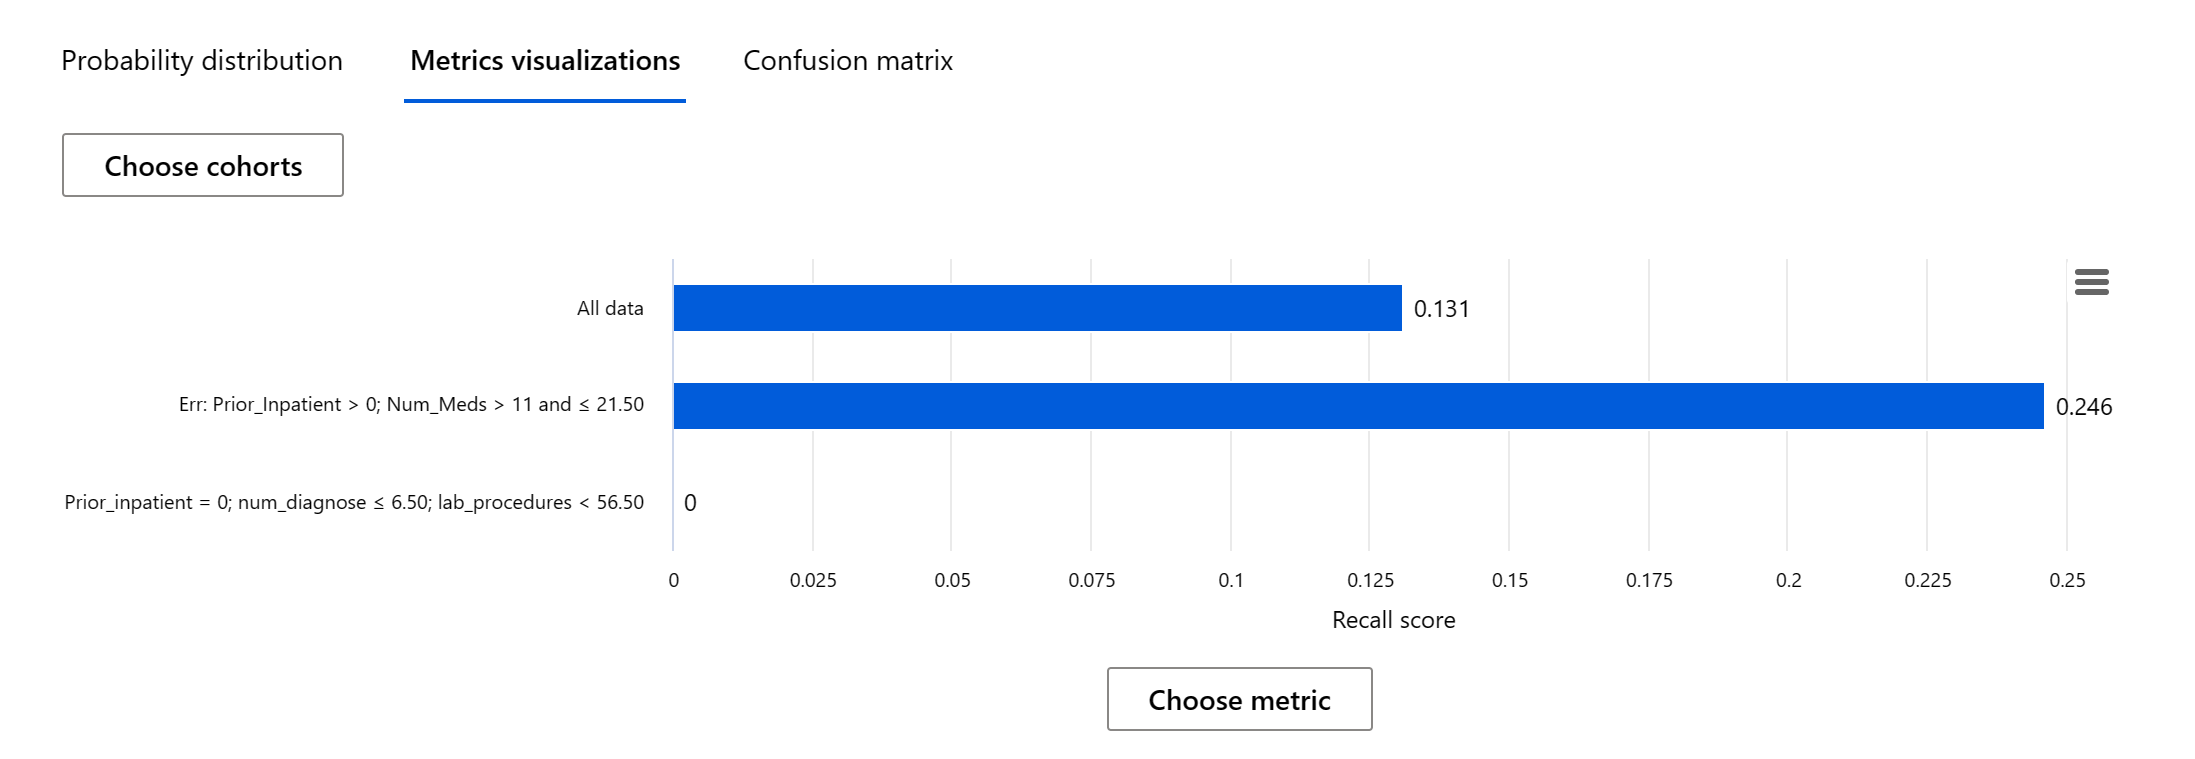 Probability distribution Metrics visualizations Confusion matrix
Choose cohorts
All data 0.131
Err: Prior_Inpatient > 0; Num_Meds > 11 and ≤ 21.50 0.246
Prior_inpatient = 0; num_diagnose ≤ 6.50; lab_procedures < 56.50 0
0 0.025 0.05 0.075 0.1 0.125 0.15 0.175 0.2 0.225 0.25
Recall score
Choose metric